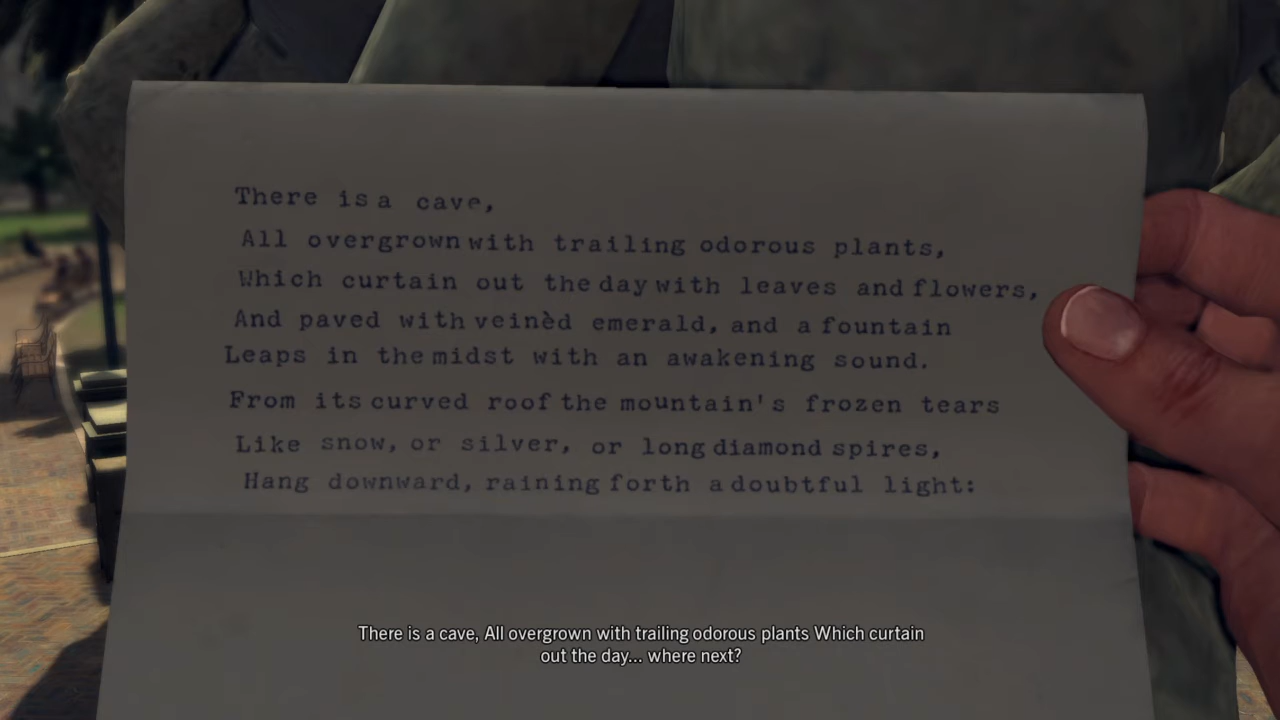 There is a cave,
All overgrown with trailing odorous plants,
Which curtain out the day with leaves and flowers,
And paved with veinèd emerald, and a fountain
Leaps in the midst with an awakening sound.
From its curved roof the mountain's frozen tears
Like snow, or silver, or long diamond spires,
Hang downward, raining forth a doubtful light:
There is a cave, All overgrown with trailing odorous plants Which curtain
out the day... where next?